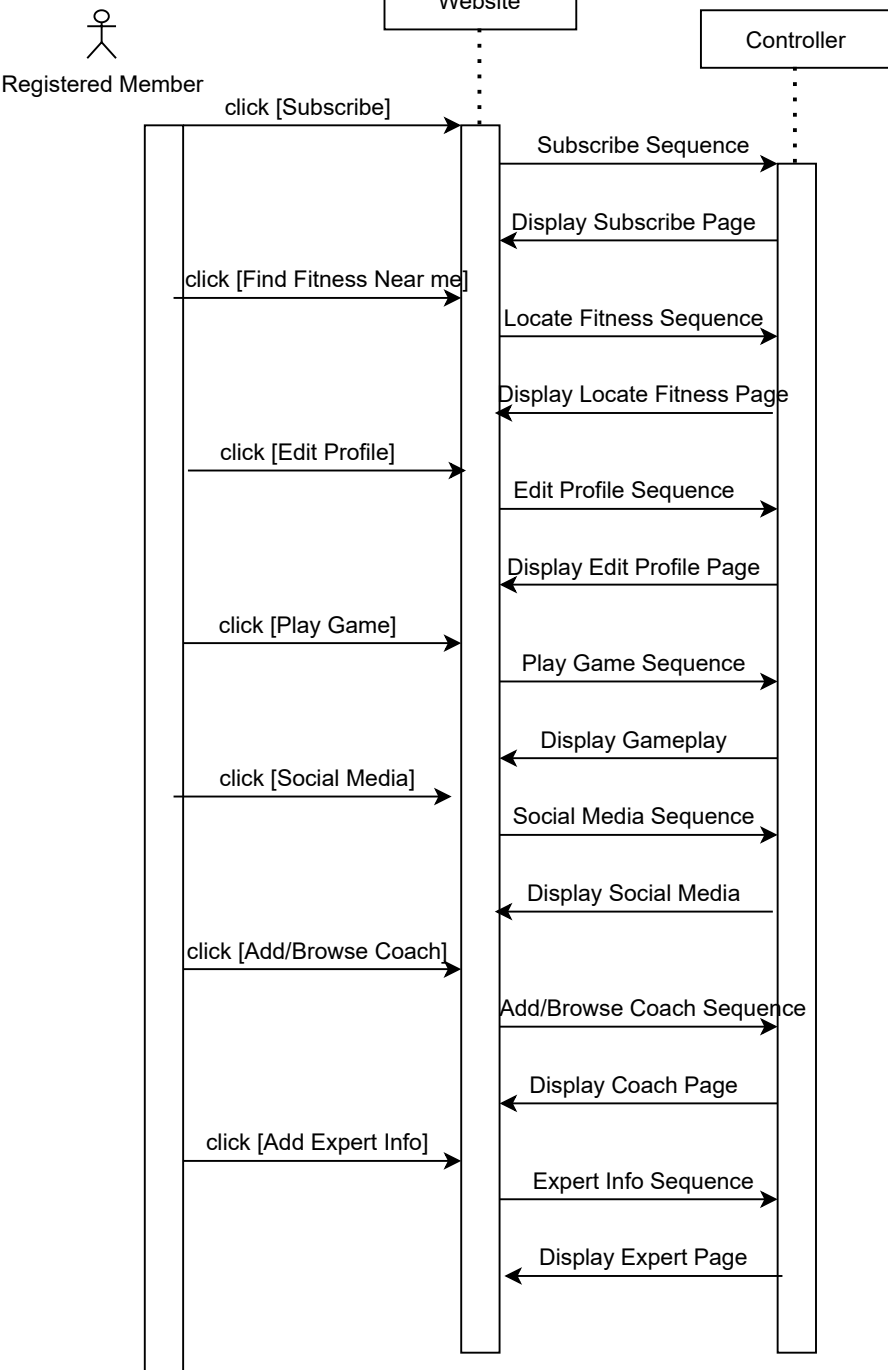 Website
Controller
Registered Member
click [Subscribe]
Subscribe Sequence
Display Subscribe Page
click [Find Fitness Near me]
Locate Fitness Sequence
Display Locate Fitness Page
click [Edit Profile]
Edit Profile Sequence
Display Edit Profile Page
click [Play Game]
Play Game Sequence
Display Gameplay
click [Social Media]
Social Media Sequence
Display Social Media
click [Add/Browse Coach]
Add/Browse Coach Sequence
Display Coach Page
click [Add Expert Info]
Expert Info Sequence
Display Expert Page